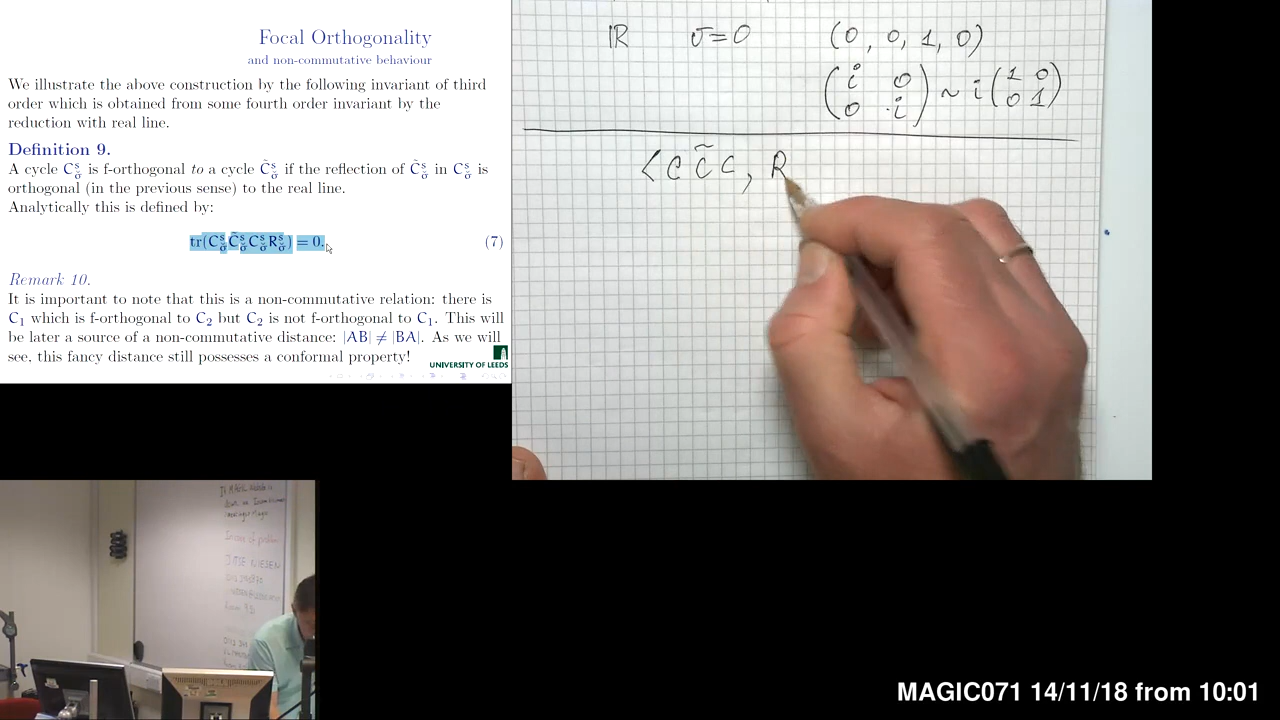 Focal Orthogonality
and non-commutative behaviour
We illustrate the above construction by the following invariant of third
order which is obtained from some fourth order invariant by the
reduction with real line.
Definition 9.
A cycle C^s_σ̆ is f-orthogonal to a cycle C̃^s_σ̆ if the reflection of C̃^s_σ̆ in C^s_σ̆ is
orthogonal (in the previous sense) to the real line.
Analytically this is defined by:
tr(C^s_σ̆ C̃^s_σ̆ C^s_σ̆ R^s_σ̆) = 0. (7)
Remark 10.
It is important to note that this is a non-commutative relation: there is
C₁ which is f-orthogonal to C₂ but C₂ is not f-orthogonal to C₁. This will
be later a source of a non-commutative distance: |AB| ≠ |BA|. As we will
see, this fancy distance still possesses a conformal property!
UNIVERSITY OF LEEDS
ℝ σ=0 (0, 0, 1, 0)
(i 0 ~ i (1 0
0 i) 0 1)
<C C̃ C, R
MAGIC071 14/11/18 from 10:01